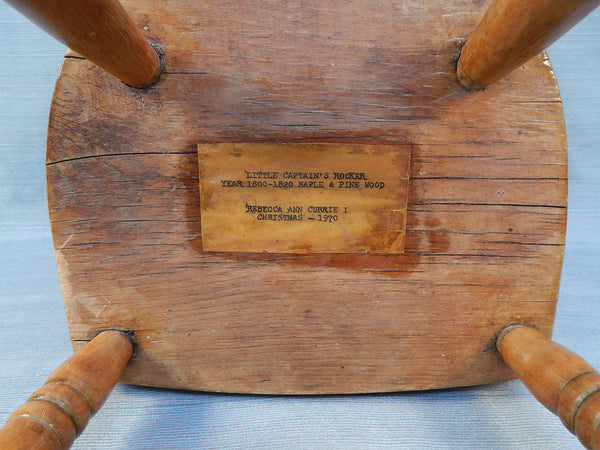 LITTLE CAPTAIN'S ROCKER
YEAR 1800-1820 MAPLE & PINE WOOD
REBECCA ANN CURRIE I
CHRISTMAS - 1970